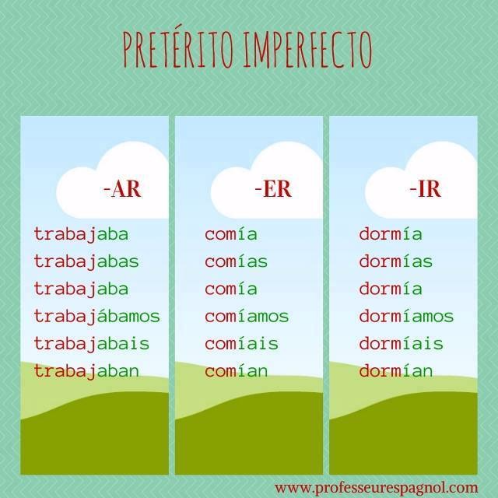 PRETÉRITO IMPERFECTO
-AR
trabajaba
trabajabas
trabajaba
trabajábamos
trabajabais
trabajaban
-ER
comía
comías
comía
comíamos
comíais
comían
-IR
dormía
dormías
dormía
dormíamos
dormíais
dormían
www.professeurespagnol.com